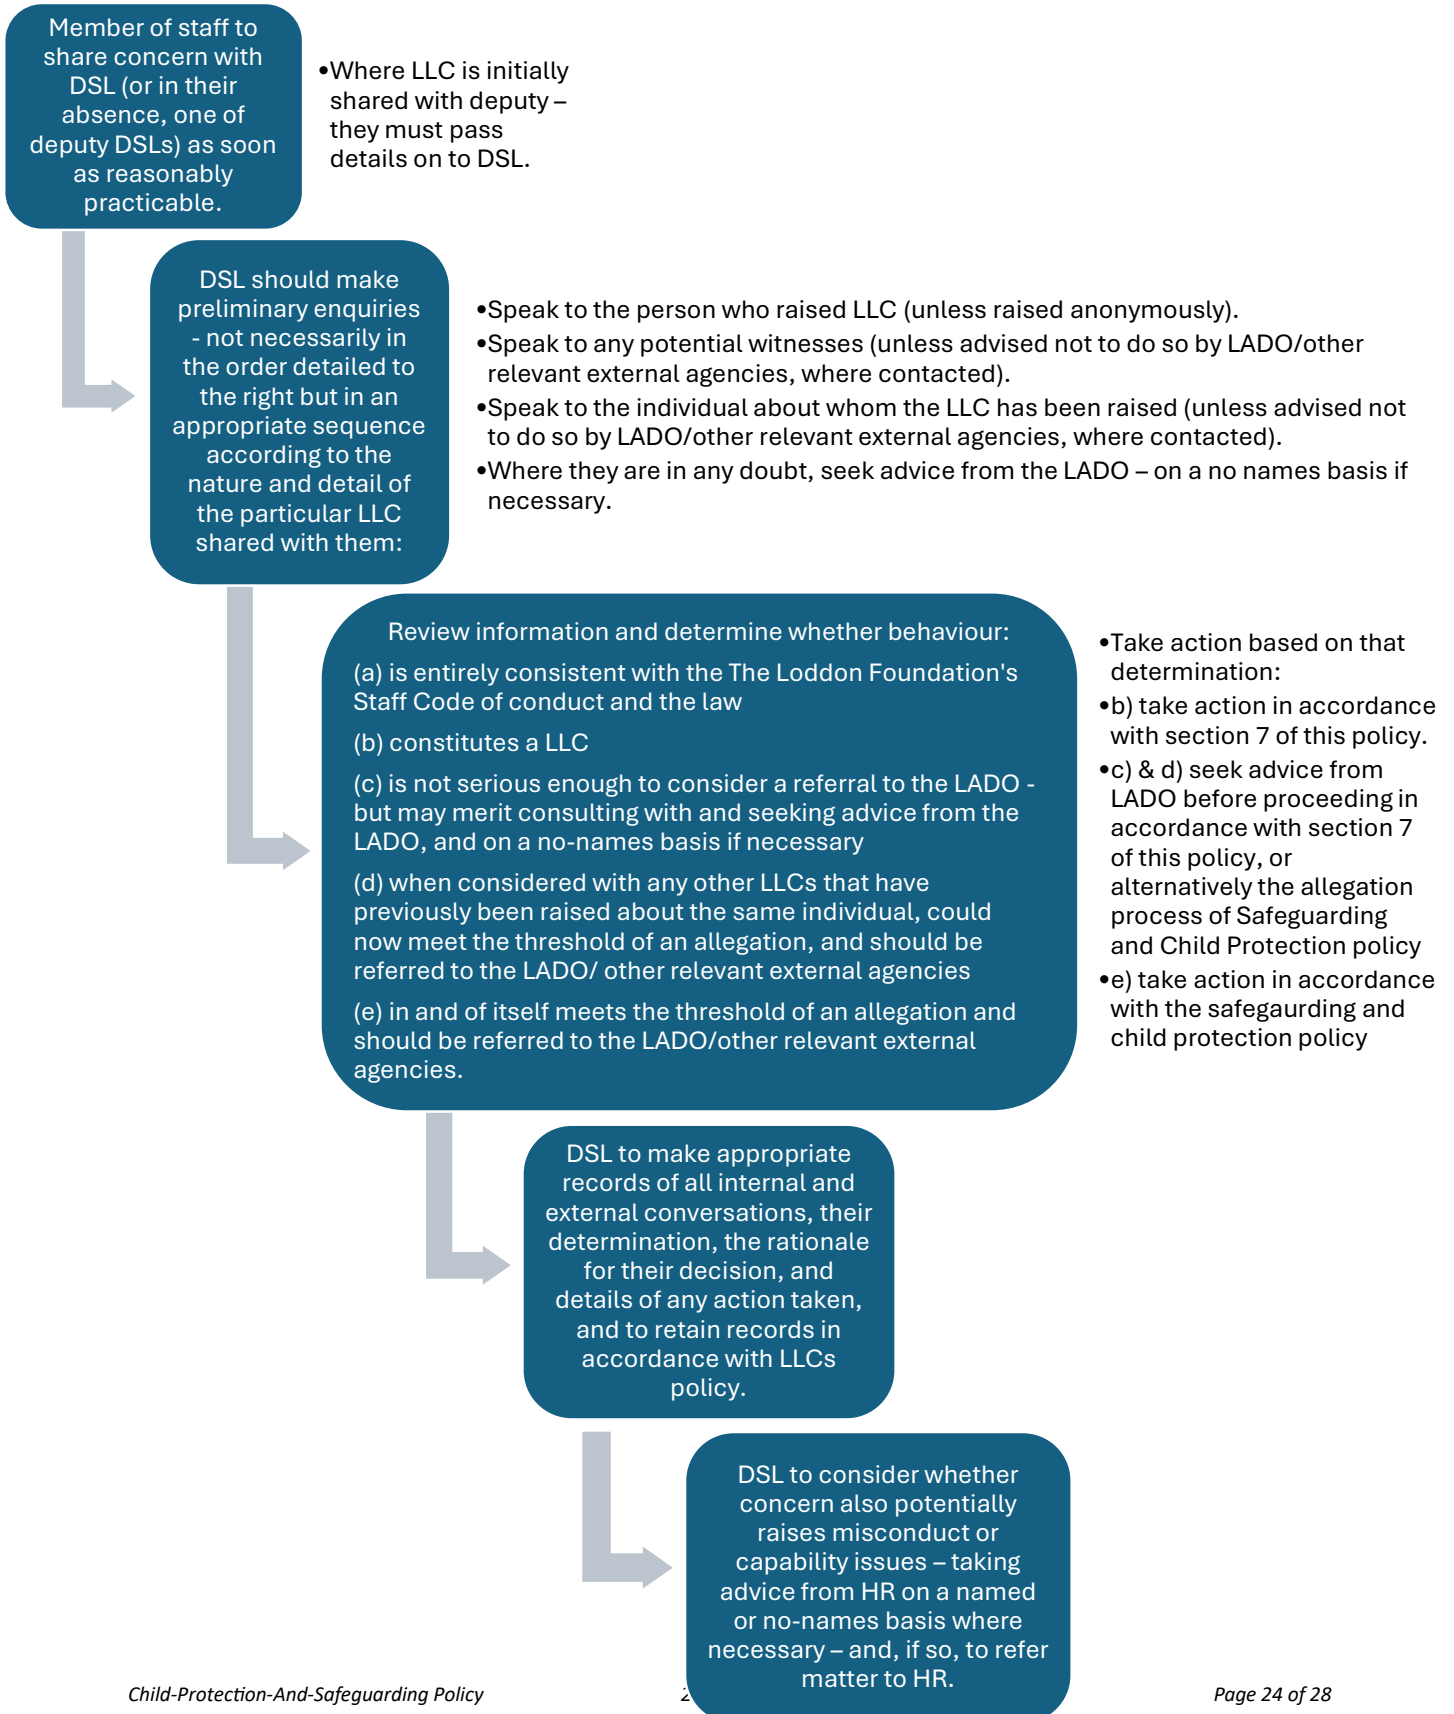 Member of staff to
share concern with
DSL (or in their
absence, one of
deputy DSLs) as soon
as reasonably
practicable.
•Where LLC is initially
shared with deputy –
they must pass
details on to DSL.
DSL should make
preliminary enquiries
- not necessarily in
the order detailed to
the right but in an
appropriate sequence
according to the
nature and detail of
the particular LLC
shared with them:
•Speak to the person who raised LLC (unless raised anonymously).
•Speak to any potential witnesses (unless advised not to do so by LADO/other
relevant external agencies, where contacted).
•Speak to the individual about whom the LLC has been raised (unless advised not
to do so by LADO/other relevant external agencies, where contacted).
•Where they are in any doubt, seek advice from the LADO – on a no names basis if
necessary.
Review information and determine whether behaviour:
(a) is entirely consistent with the The Loddon Foundation's
Staff Code of conduct and the law
(b) constitutes a LLC
(c) is not serious enough to consider a referral to the LADO -
but may merit consulting with and seeking advice from the
LADO, and on a no-names basis if necessary
(d) when considered with any other LLCs that have
previously been raised about the same individual, could
now meet the threshold of an allegation, and should be
referred to the LADO/ other relevant external agencies
(e) in and of itself meets the threshold of an allegation and
should be referred to the LADO/other relevant external
agencies.
•Take action based on that
determination:
•b) take action in accordance
with section 7 of this policy.
•c) & d) seek advice from
LADO before proceeding in
accordance with section 7
of this policy, or
alternatively the allegation
process of Safeguarding
and Child Protection policy
•e) take action in accordance
with the safegaurding and
child protection policy
DSL to make appropriate
records of all internal and
external conversations, their
determination, the rationale
for their decision, and
details of any action taken,
and to retain records in
accordance with LLCs
policy.
DSL to consider whether
concern also potentially
raises misconduct or
capability issues – taking
advice from HR on a named
or no-names basis where
necessary – and, if so, to refer
matter to HR.
Child-Protection-And-Safeguarding Policy
Page 24 of 28